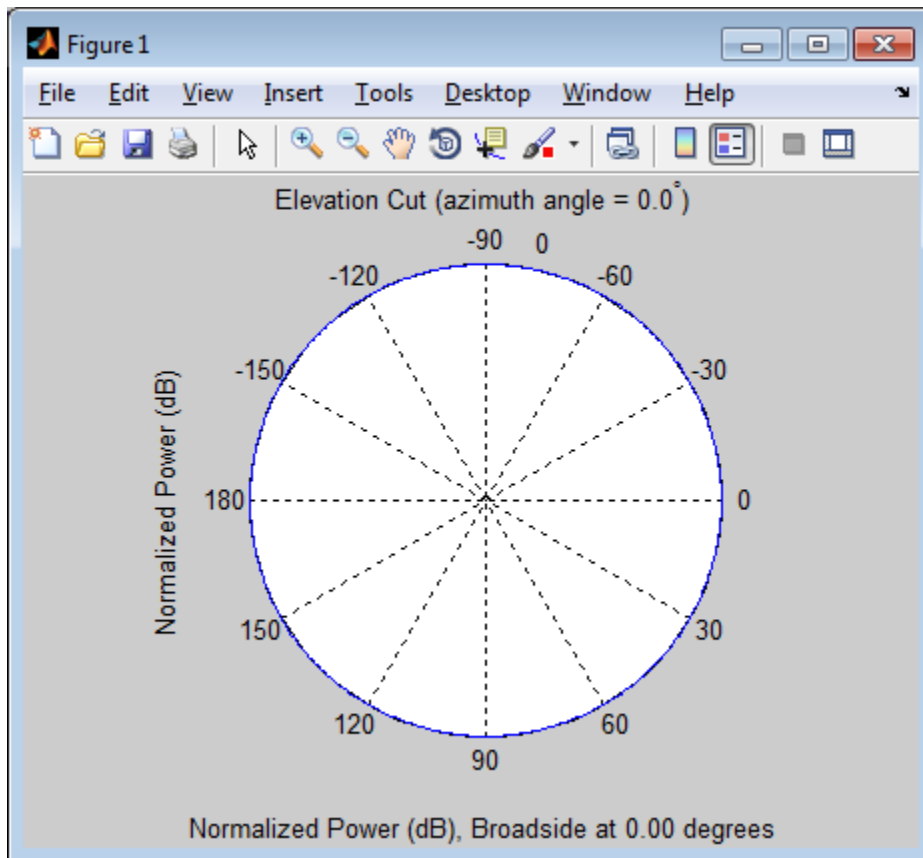 Figure 1
File Edit View Insert Tools Desktop Window Help
Elevation Cut (azimuth angle = 0.0°)
-90 0
-120 -60
-150 -30
Normalized Power (dB)
180 0
150 30
120 60
90
Normalized Power (dB), Broadside at 0.00 degrees